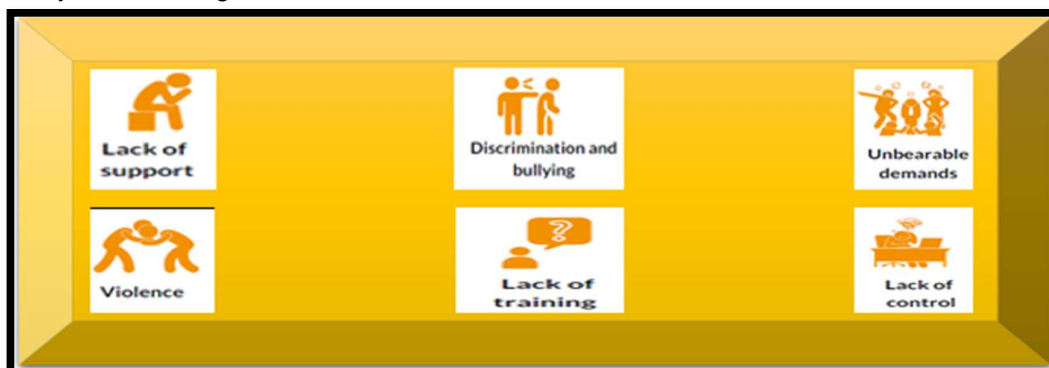 Lack of
support
Discrimination and
bullying
Unbearable
demands
Violence
?
Lack of
training
Lack of
control